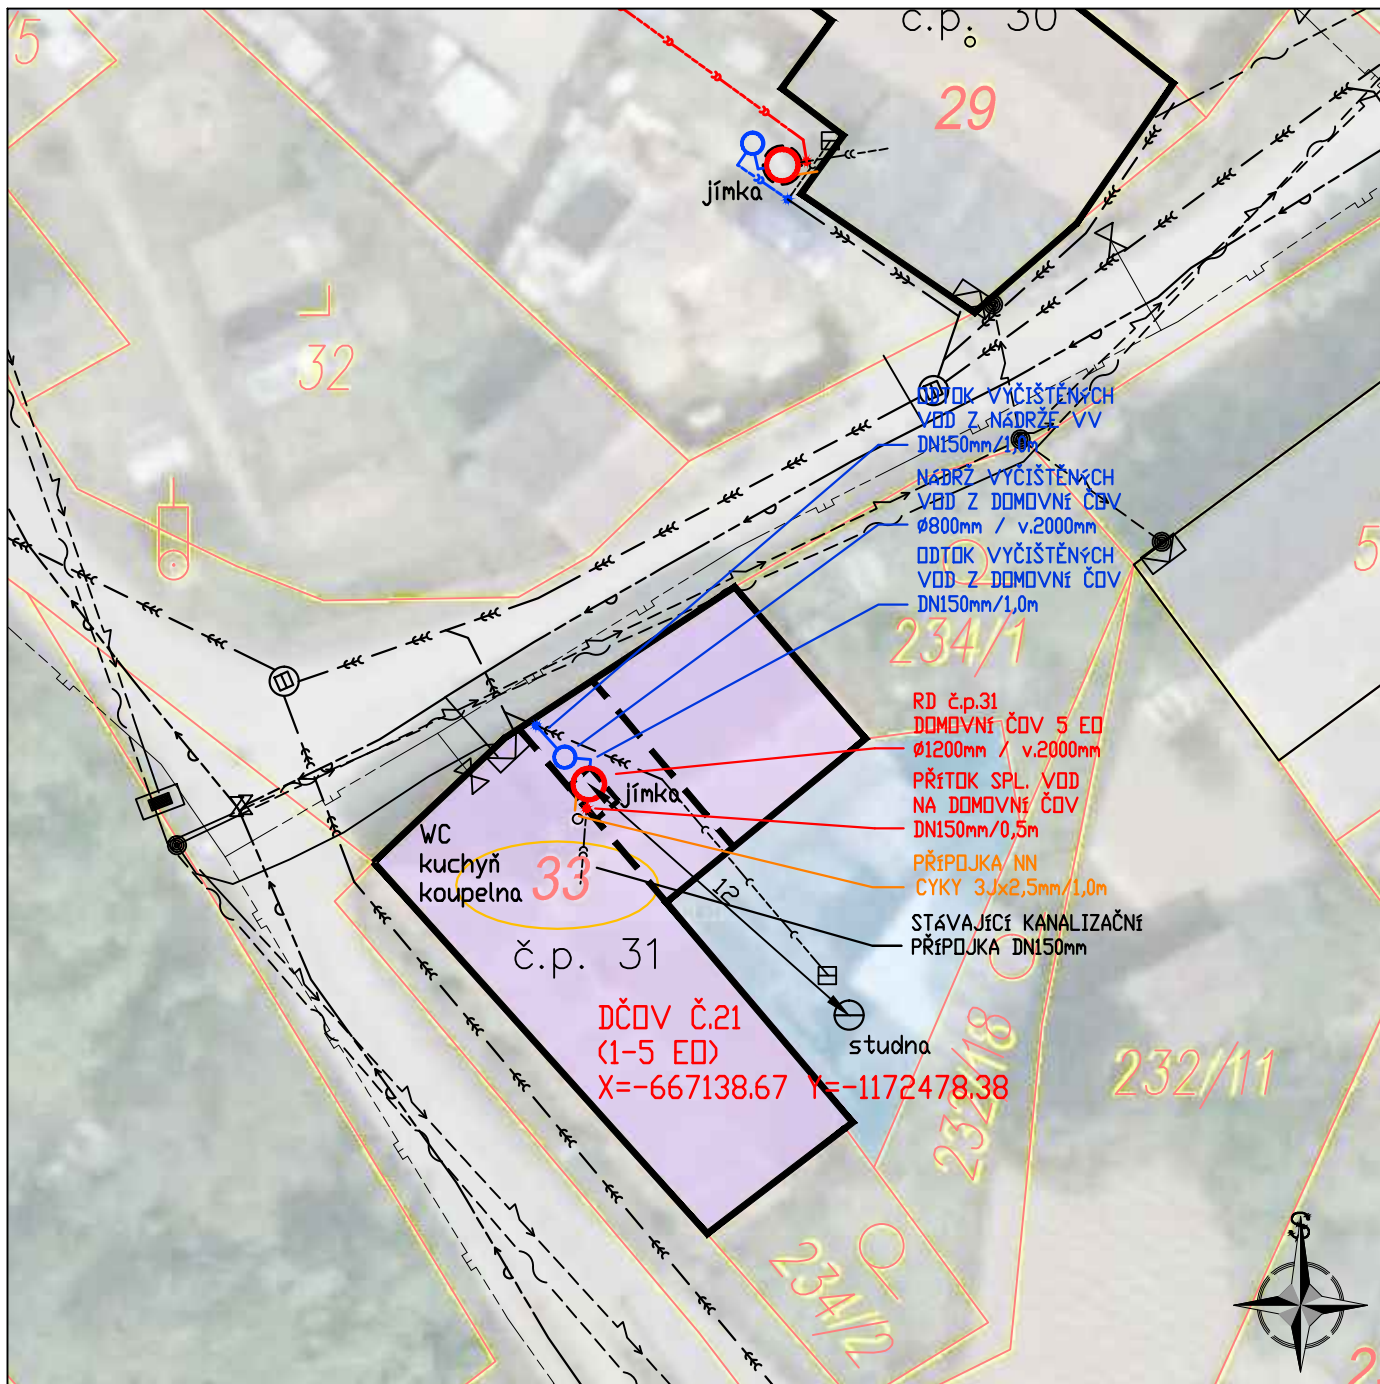 č.p. 30
5
29
jímka
32
ODTOK VYČIŠTĚNÝCH
VOD Z NÁDRŽE VV
DN150mm/1,0m
NÁDRŽ VYČIŠTĚNÝCH
VOD Z DOMOVNÍ ČOV
Ø800mm / v.2000mm
ODTOK VYČIŠTĚNÝCH
VOD Z DOMOVNÍ ČOV
DN150mm/1,0m
5
234/1
RD č.p.31
DOMOVNÍ ČOV 5 EO
Ø1200mm / v.2000mm
PŘÍTOK SPL. VOD
NA DOMOVNÍ ČOV
DN150mm/0,5m
PŘÍPOJKA NN
CYKY 3Jx2,5mm/1,0m
STÁVAJÍCÍ KANALIZAČNÍ
PŘÍPOJKA DN150mm
jímka
WC
kuchyň
koupelna
33
12
č.p. 31
DČOV Č.21
(1-5 EO)
X=-667138.67 Y=-1172478.38
studna
232/18
232/11
234/2
S
2